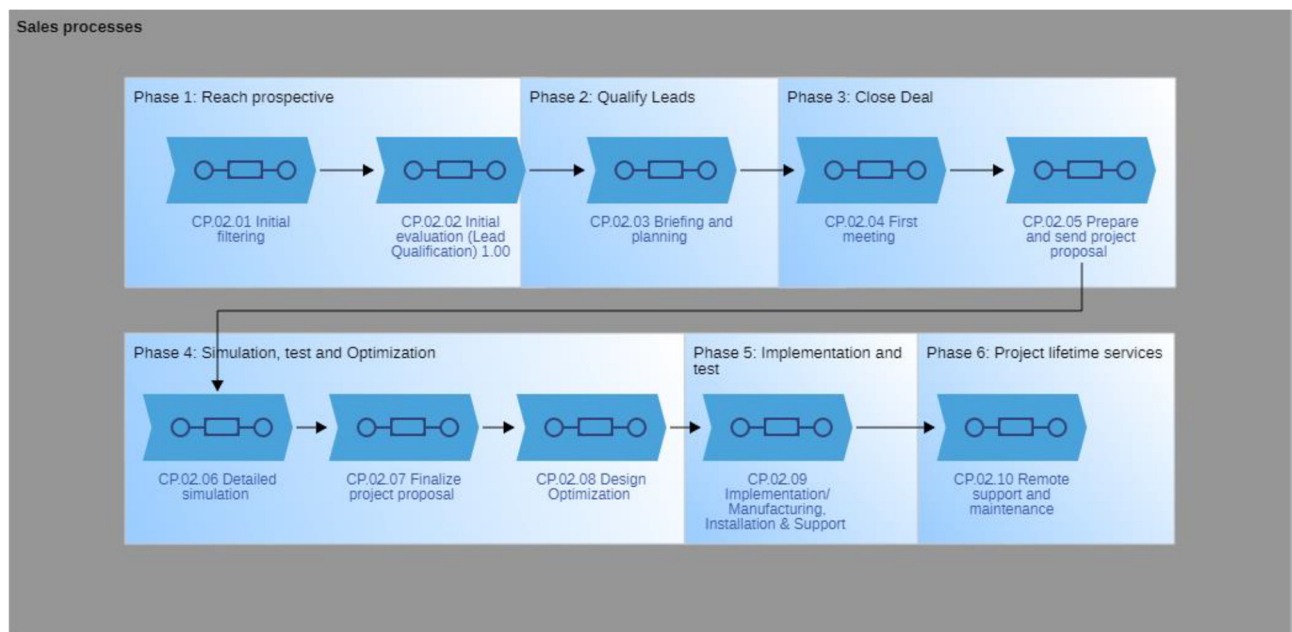 Sales processes
Phase 1: Reach prospective
Phase 2: Qualify Leads
Phase 3: Close Deal
CP.02.01 Initial
filtering
CP.02.02 Initial
evaluation (Lead
Qualification) 1.00
CP.02.03 Briefing and
planning
CP.02.04 First
meeting
CP.02.05 Prepare
and send project
proposal
Phase 4: Simulation, test and Optimization
Phase 5: Implementation and
test
Phase 6: Project lifetime services
CP.02.06 Detailed
simulation
CP.02.07 Finalize
project proposal
CP.02.08 Design
Optimization
CP.02.09
Implementation/
Manufacturing,
Installation & Support
CP.02.10 Remote
support and
maintenance